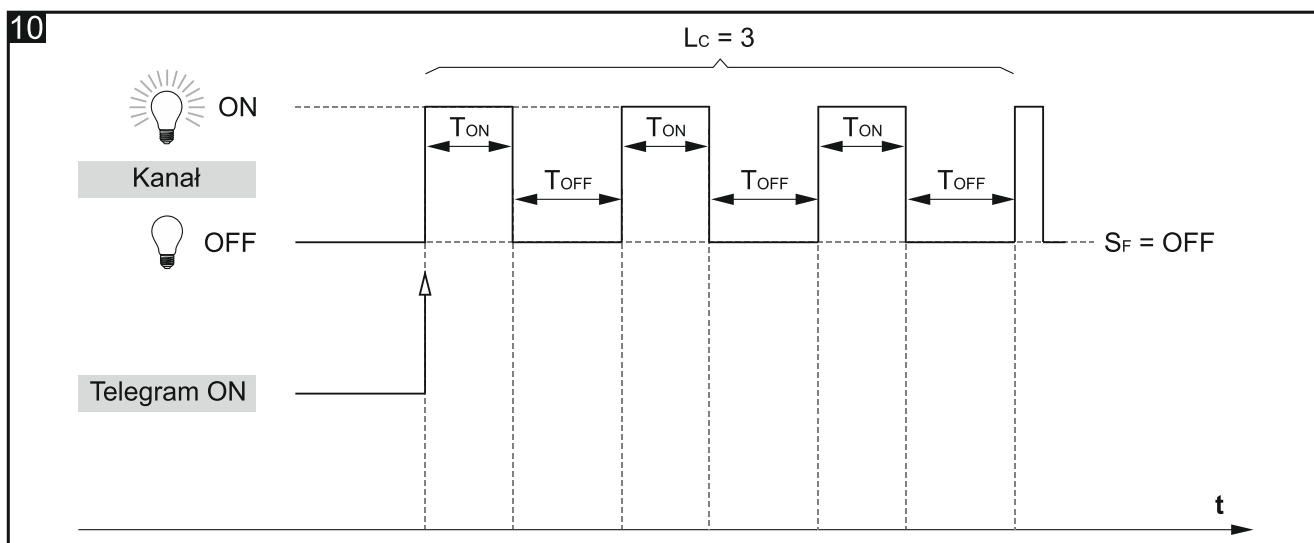 10
Lc = 3
ON
TON
TON
TON
Kanał
TOFF
TOFF
TOFF
OFF
SF = OFF
Telegram ON
t